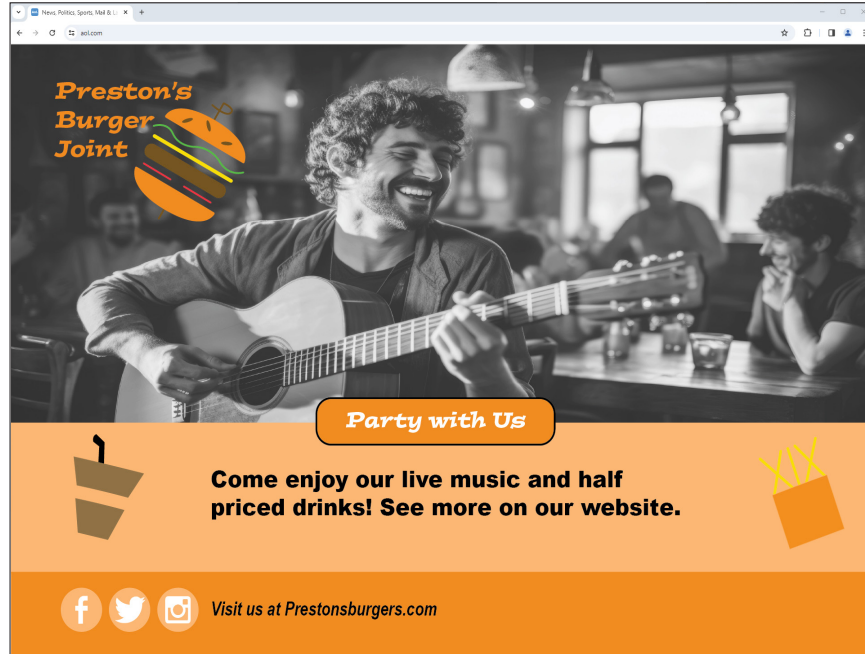 News, Politics, Sports, Mail & L
aol.com
Preston's
Burger
Joint
Party with Us
Come enjoy our live music and half
priced drinks! See more on our website.
Visit us at Prestonsburgers.com